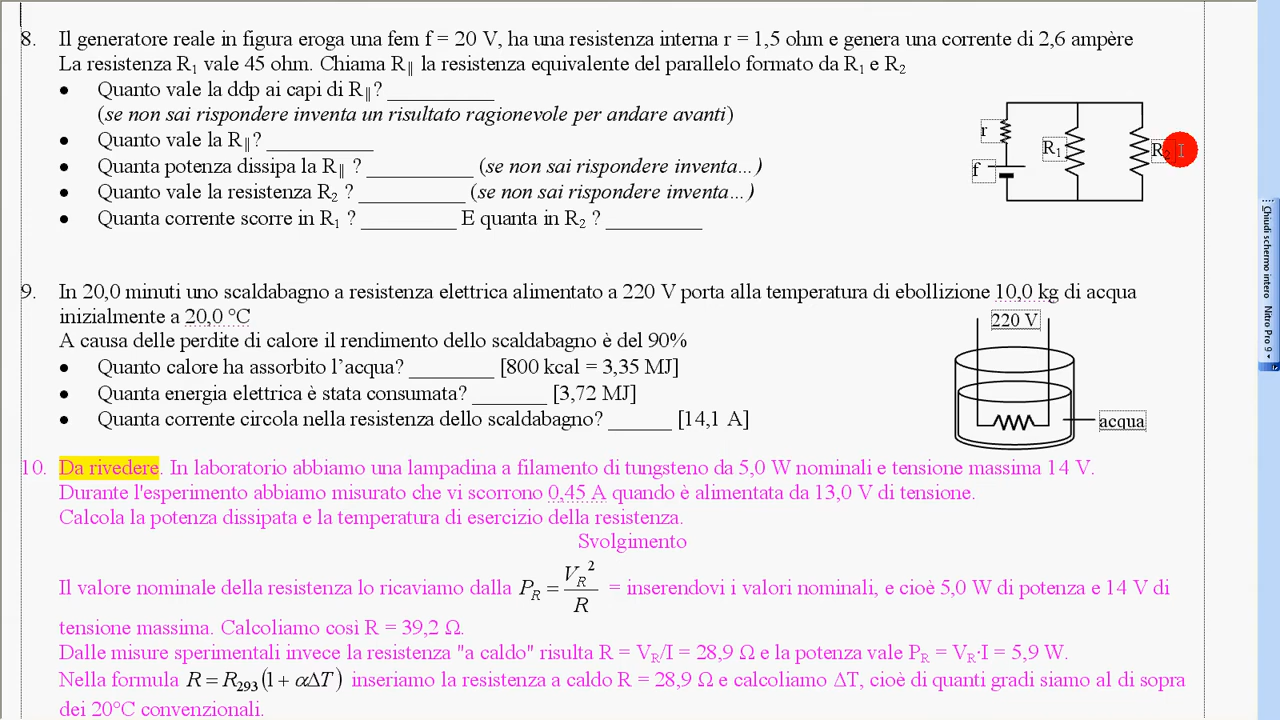 8. Il generatore reale in figura eroga una fem f = 20 V, ha una resistenza interna r = 1,5 ohm e genera una corrente di 2,6 ampère
La resistenza R₁ vale 45 ohm. Chiama R∥ la resistenza equivalente del parallelo formato da R₁ e R₂
• Quanto vale la ddp ai capi di R∥? __________
(se non sai rispondere inventa un risultato ragionevole per andare avanti)
• Quanto vale la R∥? __________
• Quanta potenza dissipa la R∥ ? __________ (se non sai rispondere inventa...)
• Quanto vale la resistenza R₂ ? __________ (se non sai rispondere inventa...)
• Quanta corrente scorre in R₁ ? _________ E quanta in R₂ ? _________
r
R₁
R₂
f
9. In 20,0 minuti uno scaldabagno a resistenza elettrica alimentato a 220 V porta alla temperatura di ebollizione 10,0 kg di acqua
inizialmente a 20,0 °C
A causa delle perdite di calore il rendimento dello scaldabagno è del 90%
• Quanto calore ha assorbito l’acqua? ________ [800 kcal = 3,35 MJ]
• Quanta energia elettrica è stata consumata? _______ [3,72 MJ]
• Quanta corrente circola nella resistenza dello scaldabagno? ______ [14,1 A]
220 V
acqua
10. Da rivedere. In laboratorio abbiamo una lampadina a filamento di tungsteno da 5,0 W nominali e tensione massima 14 V.
Durante l'esperimento abbiamo misurato che vi scorrono 0,45 A quando è alimentata da 13,0 V di tensione.
Calcola la potenza dissipata e la temperatura di esercizio della resistenza.
Svolgimento
Il valore nominale della resistenza lo ricaviamo dalla P_R = V_R²/R = inserendovi i valori nominali, e cioè 5,0 W di potenza e 14 V di
tensione massima. Calcoliamo così R = 39,2 Ω.
Dalle misure sperimentali invece la resistenza "a caldo" risulta R = V_R/I = 28,9 Ω e la potenza vale P_R = V_R·I = 5,9 W.
Nella formula R = R₂₉₃(1 + αΔT) inseriamo la resistenza a caldo R = 28,9 Ω e calcoliamo ΔT, cioè di quanti gradi siamo al di sopra
dei 20°C convenzionali.
Chiudi schermo intero
Nitro Pro 9